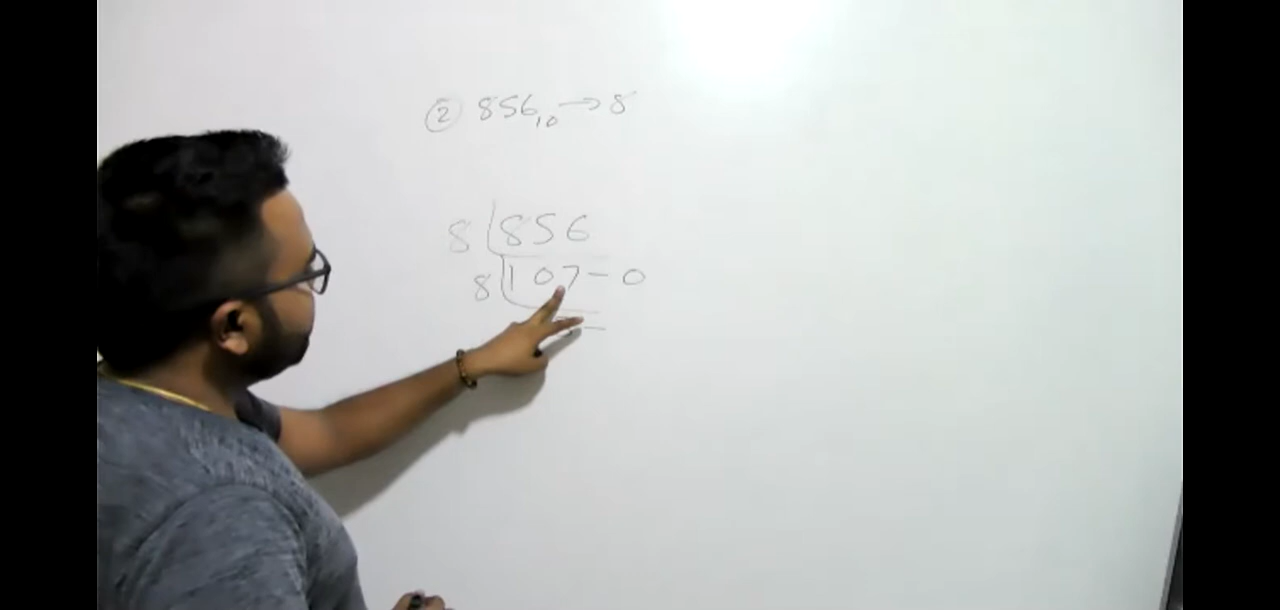 ② 856₁₀ → 8
8 | 856
8 | 107 – 0